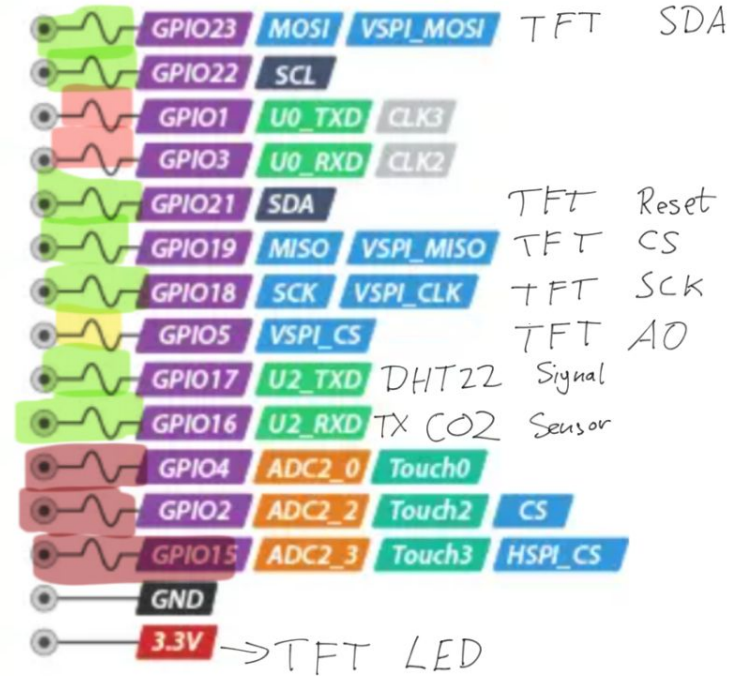 GPIO23 MOSI VSPI_MOSI TFT SDA
GPIO22 SCL
GPIO1 U0_TXD CLK3
GPIO3 U0_RXD CLK2
GPIO21 SDA TFT Reset
GPIO19 MISO VSPI_MISO TFT CS
GPIO18 SCK VSPI_CLK TFT SCK
GPIO5 VSPI_CS TFT AO
GPIO17 U2_TXD DHT22 Signal
GPIO16 U2_RXD TX CO2 Sensor
GPIO4 ADC2_0 Touch0
GPIO2 ADC2_2 Touch2 CS
GPIO15 ADC2_3 Touch3 HSPI_CS
GND
3.3V → TFT LED